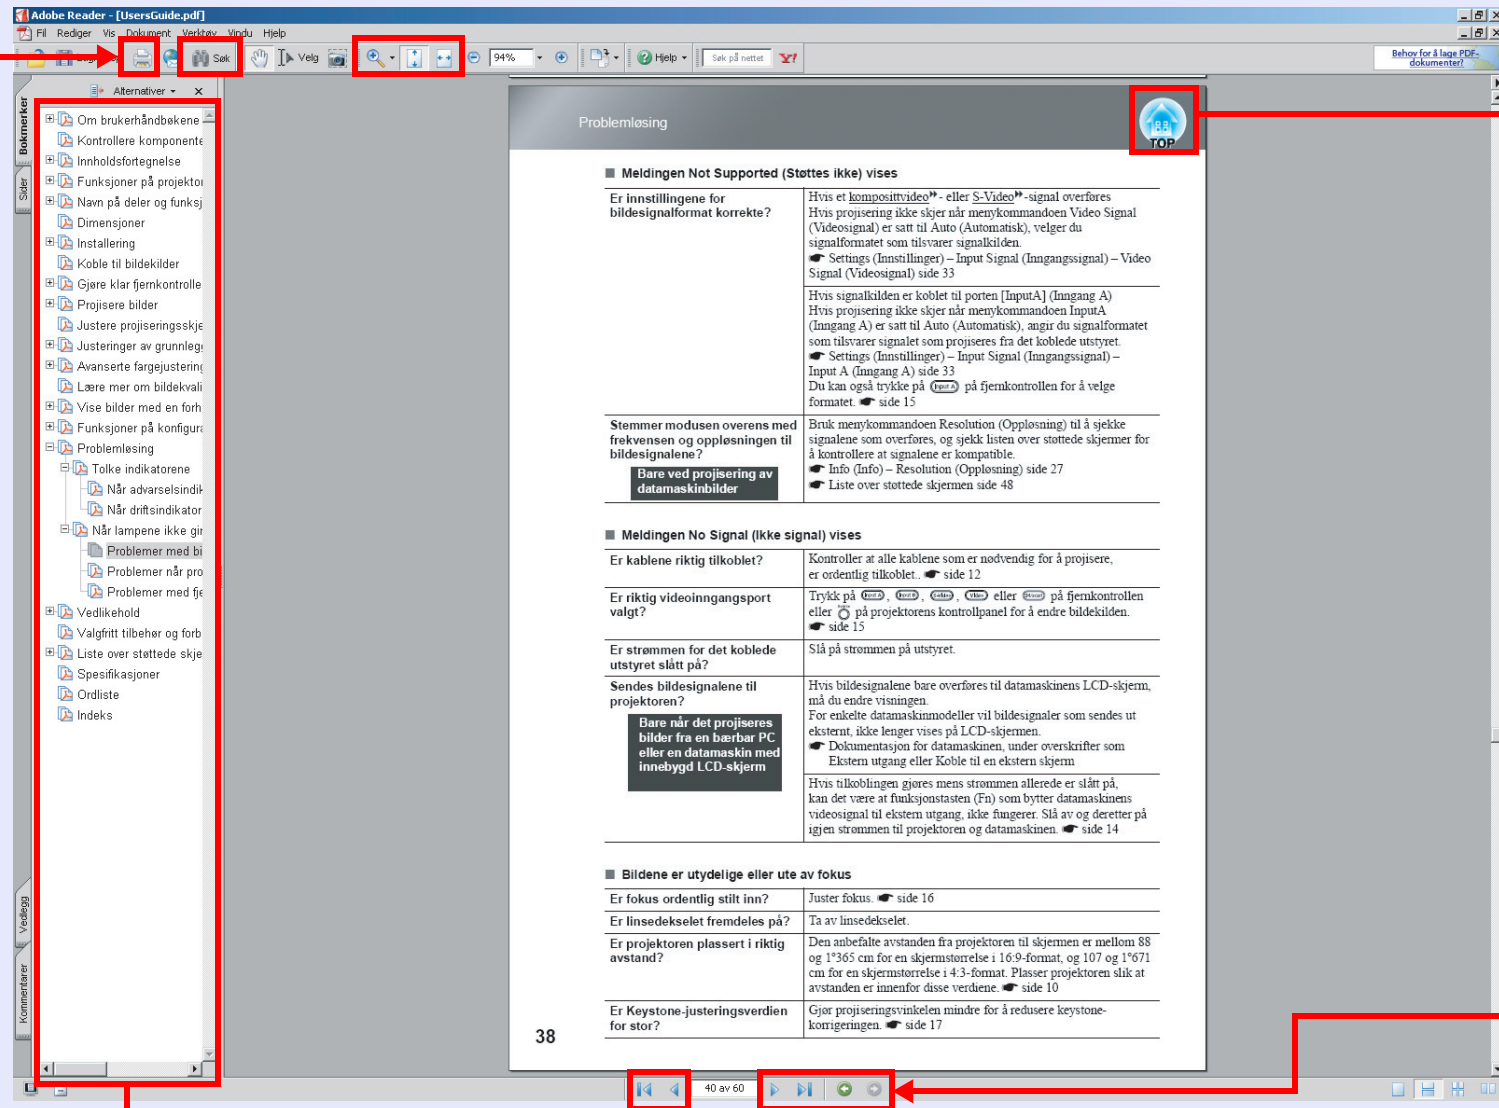 Adobe Reader - [UsersGuide.pdf]
Fil Rediger Vis Dokument Verktøy Vindu Hjelp
Søk Velg 94% Hjelp Søk på nettet Y!
Behov for å lage PDF-
dokumenter?
Bokmerker
Sider
Vedlegg
Kommentarer
Alternativer x
Om brukerhåndbøkene
Kontrollere komponente
Innholdsfortegnelse
Funksjoner på projektor
Navn på deler og funksj
Dimensjoner
Installering
Koble til bildekilder
Gjøre klar fjernkontrolle
Projisere bilder
Justere projiseringsskje
Justeringer av grunnleg
Avanserte fargejustering
Lære mer om bildekvali
Vise bilder med en forh
Funksjoner på konfigura
Problemløsing
Tolke indikatorene
Når advarselsindik
Når driftsindikator
Når lampene ikke gir
Problemer med bi
Problemer når pro
Problemer med fje
Vedlikehold
Valgfritt tilbehør og forb
Liste over støttede skje
Spesifikasjoner
Ordliste
Indeks
Problemløsing
TOP
Meldingen Not Supported (Støttes ikke) vises
Er innstillingene for
bildesignalformat korrekte?
Hvis et komposittvideo - eller S-Video -signal overføres
Hvis projisering ikke skjer når menykommandoen Video Signal
(Videosignal) er satt til Auto (Automatisk), velger du
signalformatet som tilsvarer signalkilden.
Settings (Innstillinger) – Input Signal (Inngangssignal) – Video
Signal (Videosignal) side 33
Hvis signalkilden er koblet til porten [InputA] (Inngang A)
Hvis projisering ikke skjer når menykommandoen InputA
(Inngang A) er satt til Auto (Automatisk), angir du signalformatet
som tilsvarer signalet som projiseres fra det koblede utstyret.
Settings (Innstillinger) – Input Signal (Inngangssignal) –
Input A (Inngang A) side 33
Du kan også trykke på Input A på fjernkontrollen for å velge
formatet. side 15
Stemmer modusen overens med
frekvensen og oppløsningen til
bildesignalene?
Bare ved projisering av
datamaskinbilder
Bruk menykommandoen Resolution (Oppløsning) til å sjekke
signalene som overføres, og sjekk listen over støttede skjermer for
å kontrollere at signalene er kompatible.
Info (Info) – Resolution (Oppløsning) side 27
Liste over støttede skjermen side 48
Meldingen No Signal (Ikke signal) vises
Er kablene riktig tilkoblet?
Kontroller at alle kablene som er nødvendig for å projisere,
er ordentlig tilkoblet.. side 12
Er riktig videoinngangsport
valgt?
Trykk på Input A, Input B, S-Video, Video eller på fjernkontrollen
eller på projektorens kontrollpanel for å endre bildekilden.
side 15
Er strømmen for det koblede
utstyret slått på?
Slå på strømmen på utstyret.
Sendes bildesignalene til
projektoren?
Bare når det projiseres
bilder fra en bærbar PC
eller en datamaskin med
innebygd LCD-skjerm
Hvis bildesignalene bare overføres til datamaskinens LCD-skjerm,
må du endre visningen.
For enkelte datamaskinmodeller vil bildesignaler som sendes ut
eksternt, ikke lenger vises på LCD-skjermen.
Dokumentasjon for datamaskinen, under overskrifter som
Ekstern utgang eller Koble til en ekstern skjerm
Hvis tilkoblingen gjøres mens strømmen allerede er slått på,
kan det være at funksjonstasten (Fn) som bytter datamaskinens
videosignal til ekstern utgang, ikke fungerer. Slå av og deretter på
igjen strømmen til projektoren og datamaskinen. side 14
Bildene er utydelige eller ute av fokus
Er fokus ordentlig stilt inn?
Juster fokus. side 16
Er linsedekselet fremdeles på?
Ta av linsedekselet.
Er projektoren plassert i riktig
avstand?
Den anbefalte avstanden fra projektoren til skjermen er mellom 88
og 1°365 cm for en skjermstørrelse i 16:9-format, og 107 og 1°671
cm for en skjermstørrelse i 4:3-format. Plasser projektoren slik at
avstanden er innenfor disse verdiene. side 10
Er Keystone-justeringsverdien
for stor?
Gjør projiseringsvinkelen mindre for å redusere keystone-
korrigeringen. side 17
38
40 av 60